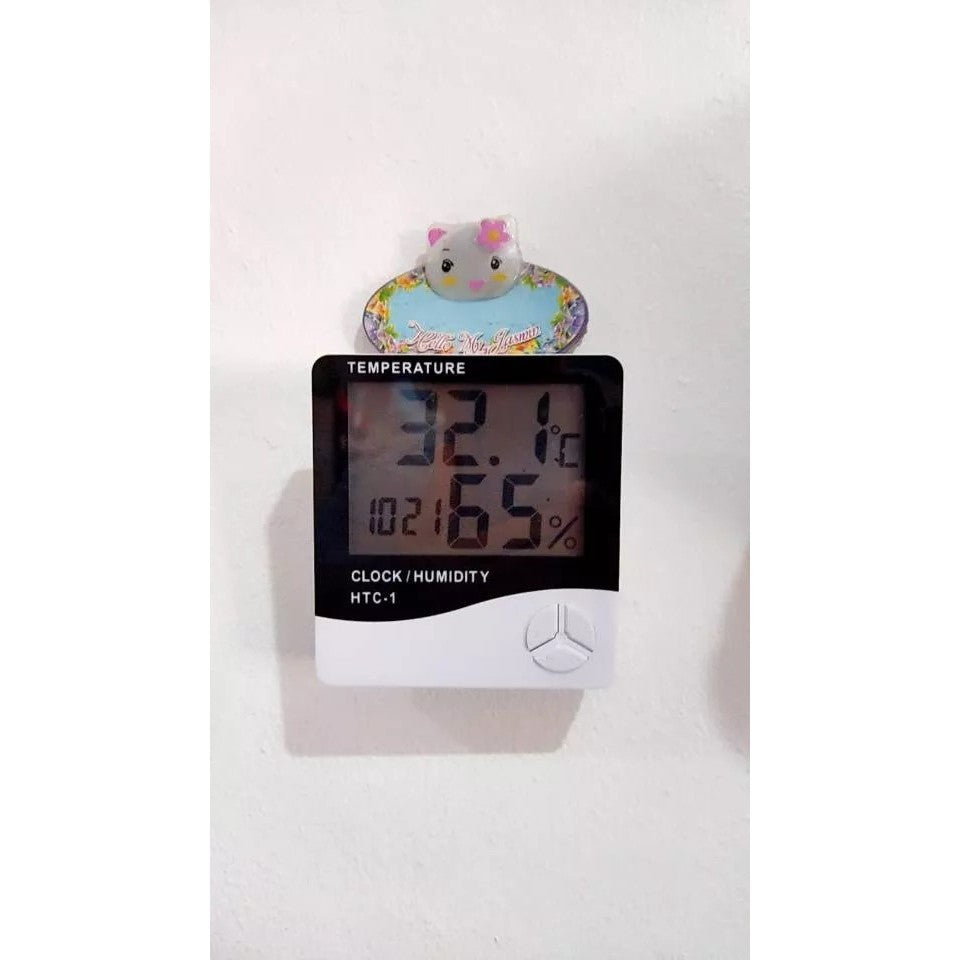 Hello My Jasmin
TEMPERATURE
32.1°C
1021 65%
CLOCK/HUMIDITY
HTC-1